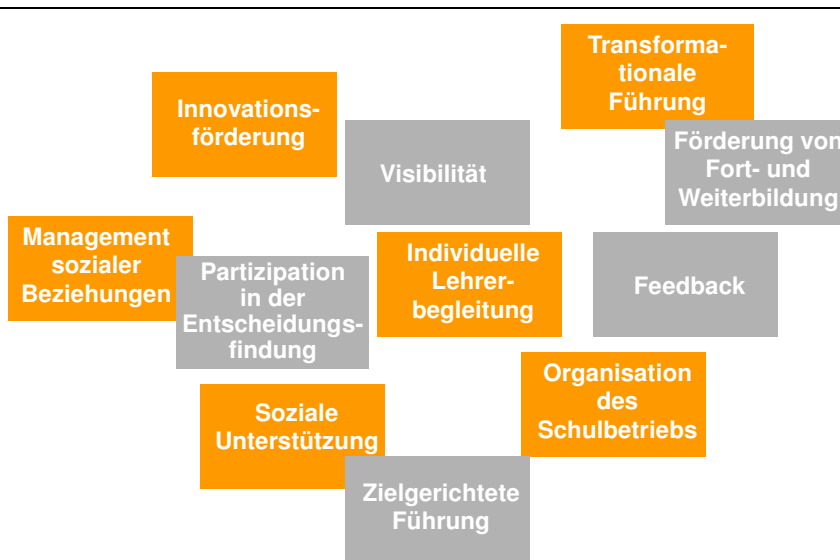 Transforma-
tionale
Führung
Innovations-
förderung
Förderung von
Fort- und
Weiterbildung
Visibilität
Management
sozialer
Beziehungen
Partizipation
in der
Entscheidungs-
findung
Individuelle
Lehrer-
begleitung
Feedback
Organisation
des
Schulbetriebs
Soziale
Unterstützung
Zielgerichtete
Führung